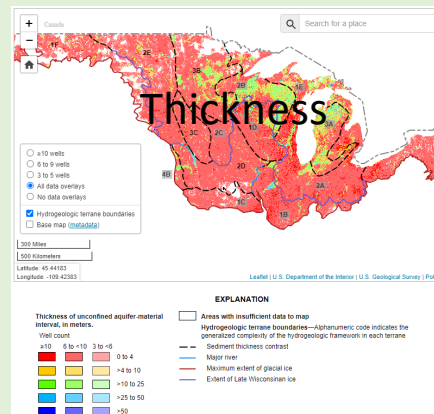 +
Canada
Search for a place
−
1F
2E
3B
2B
1E
Thickness
3A
3C
2C
1D
≥10 wells
6 to 9 wells
3 to 5 wells
All data overlays
No data overlays
Hydrogeologic terrane boundaries
Base map (metadata)
2D
4B
2A
1C
1B
300 Miles
500 Kilometers
Latitude: 45.44183
Longitude: -109.42383
Leaflet | U.S. Department of the Interior | U.S. Geological Survey | Pol
EXPLANATION
Thickness of unconfined aquifer-material
interval, in meters.
Well count
≥10 6 to <10 3 to <6
0 to 4
>4 to 10
>10 to 25
>25 to 50
>50
Areas with insufficient data to map
Hydrogeologic terrane boundaries—Alphanumeric code indicates the
generalized complexity of the hydrogeologic framework in each terrane
Sediment thickness contrast
Major river
Maximum extent of glacial ice
Extent of Late Wisconsinan ice